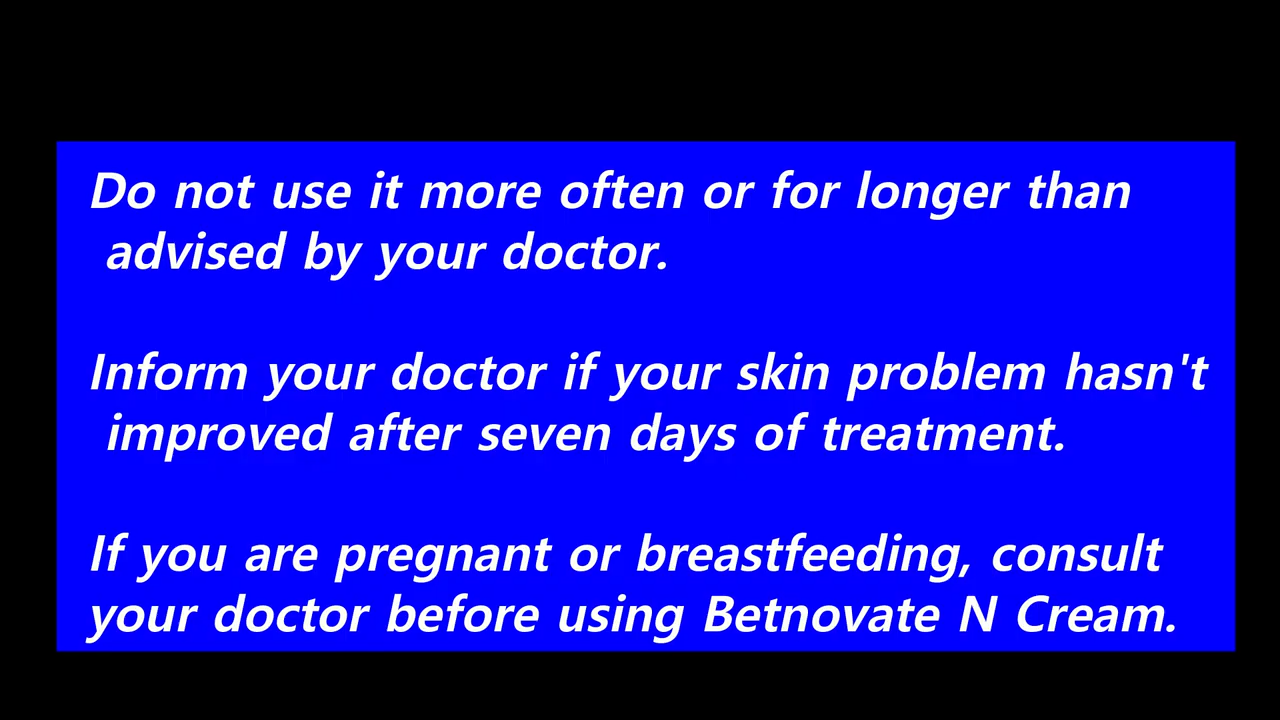 Do not use it more often or for longer than
advised by your doctor.
Inform your doctor if your skin problem hasn't
improved after seven days of treatment.
If you are pregnant or breastfeeding, consult
your doctor before using Betnovate N Cream.